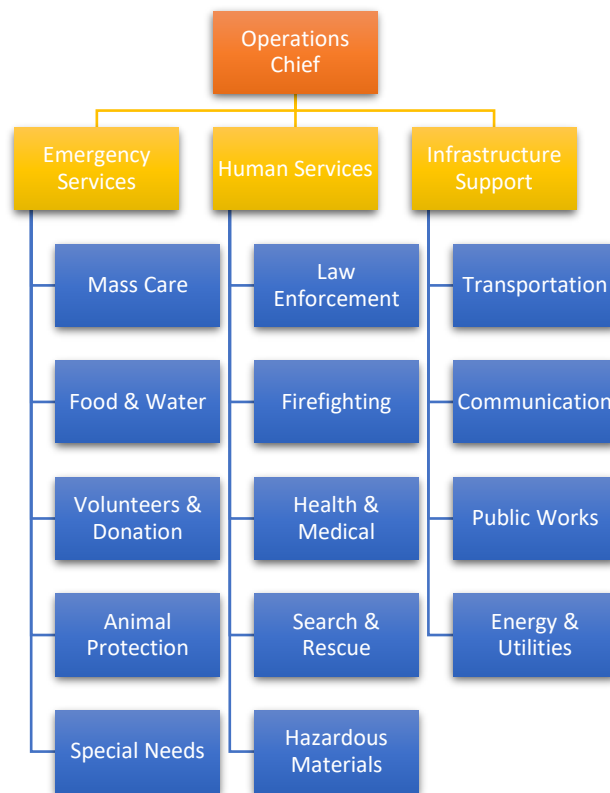 Operations
Chief
Emergency
Services
Human Services
Infrastructure
Support
Mass Care
Law
Enforcement
Transportation
Food & Water
Firefighting
Communication
Volunteers &
Donation
Health &
Medical
Public Works
Animal
Protection
Search &
Rescue
Energy &
Utilities
Special Needs
Hazardous
Materials